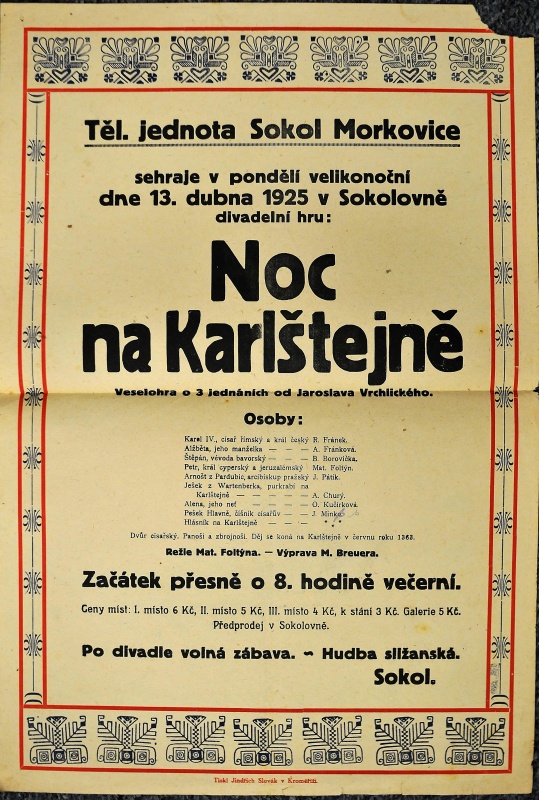 Těl. jednota Sokol Morkovice
sehraje v pondělí velikonoční
dne 13. dubna 1925 v Sokolovně
divadelní hru:
Noc
na Karlštejně
Veselohra o 3 jednáních od Jaroslava Vrchlického.
Osoby:
Karel IV., císař římský a král český R. Fránek.
Alžběta, jeho manželka — — — A. Fránková.
Štěpán, vévoda bavorský — — — B. Borovička.
Petr, král cyperský a jeruzalémský Mat. Foltýn.
Arnošt z Pardubic, arcibiskup pražský J. Pátík.
Ješek z Wartenberka, purkrabí na
Karlštejně — — — — — A. Churý.
Alena, jeho neť — — — — O. Kučírková.
Pešek Hlavně, číšník císařův — — J. Minks
Hlásník na Karlštejně — — —
Dvůr císařský. Panoši a zbrojnoši. Děj se koná na Karlštejně v červnu roku 1363.
Režie Mat. Foltýna. — Výprava M. Breuera.
Začátek přesně o 8. hodině večerní.
Ceny míst: I. místo 6 Kč, II. místo 5 Kč, III. místo 4 Kč, k stání 3 Kč. Galerie 5 Kč.
Předprodej v Sokolovně.
Po divadle volná zábava. ~ Hudba sližanská.
Sokol.
Tiskl Jindřich Slovák v Kroměříži.